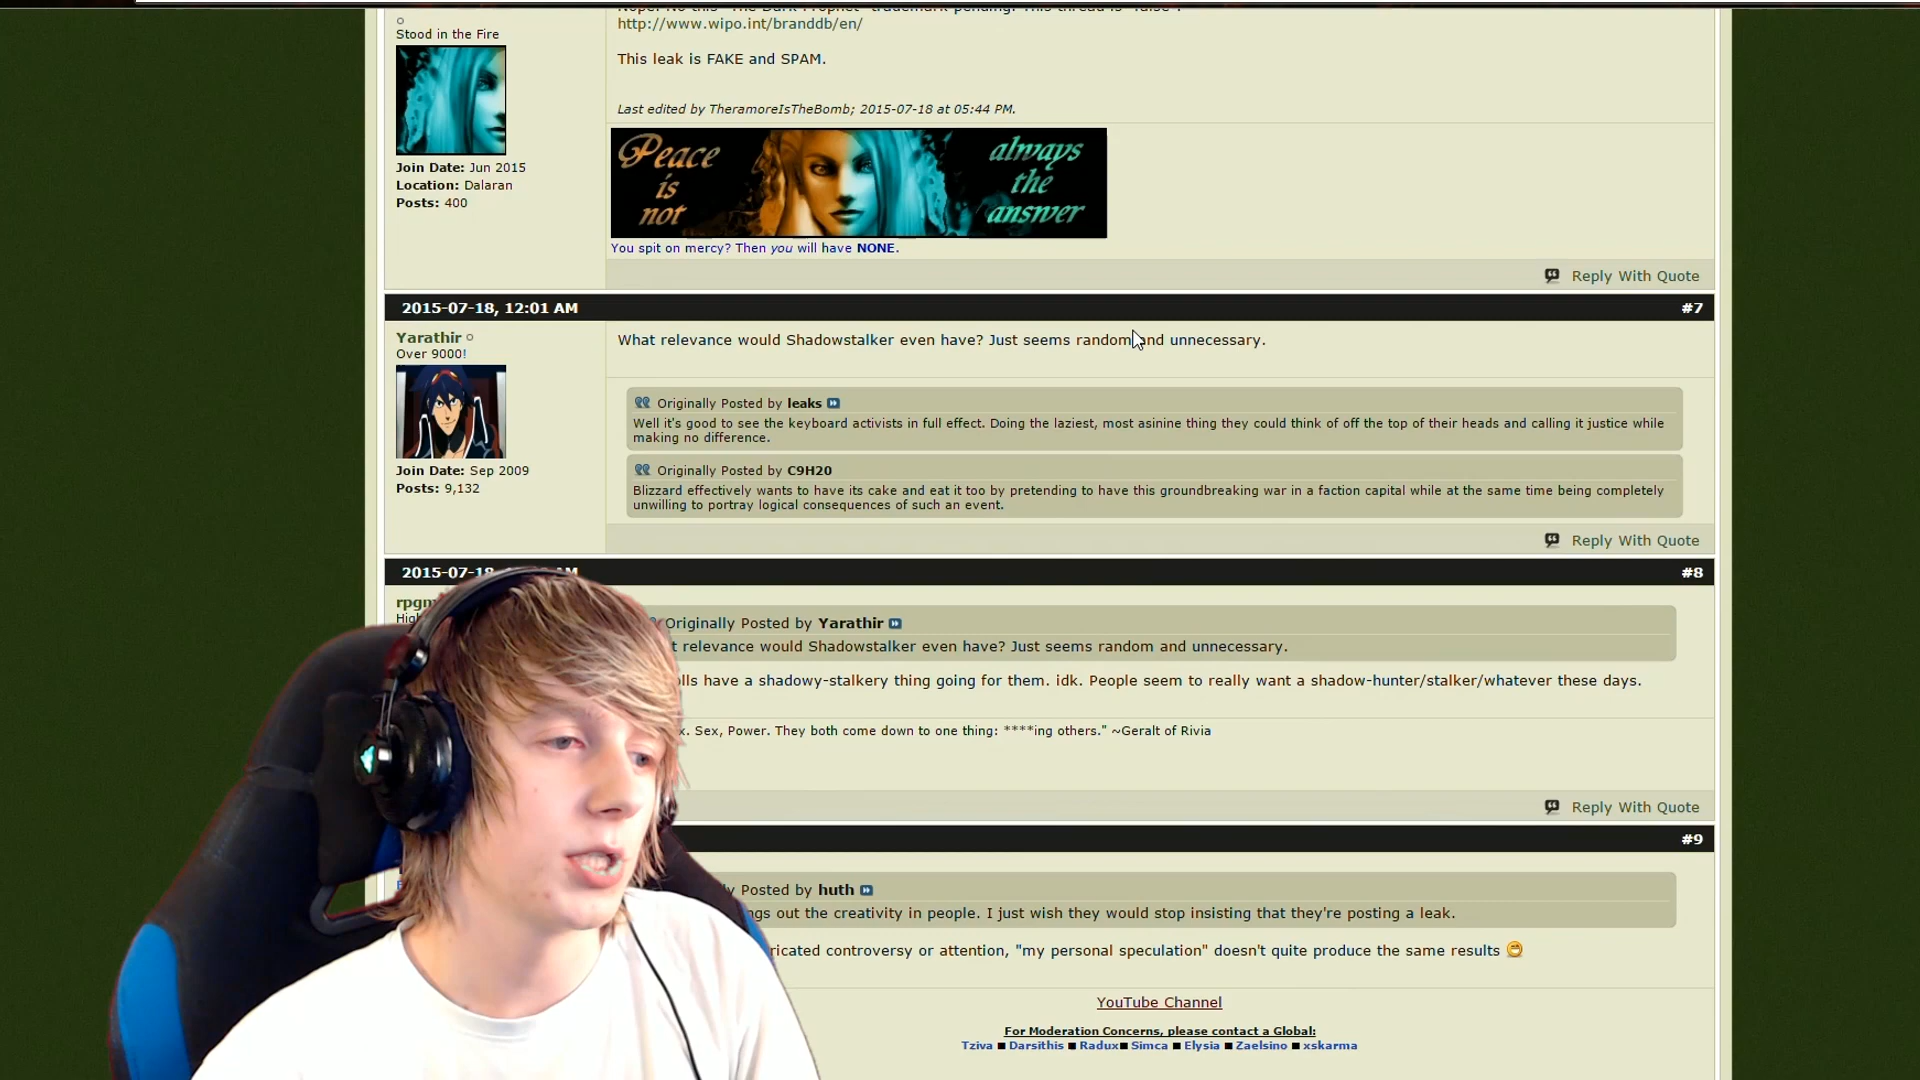 http://www.wipo.int/branddb/en/
Stood in the Fire
This leak is FAKE and SPAM.
Last edited by TheramoreIsTheBomb; 2015-07-18 at 05:44 PM.
Peace is not always the answer
Join Date: Jun 2015
Location: Dalaran
Posts: 400
You spit on mercy? Then you will have NONE.
Reply With Quote
2015-07-18, 12:01 AM #7
Yarathir
Over 9000!
What relevance would Shadowstalker even have? Just seems random and unnecessary.
Originally Posted by leaks
Well it's good to see the keyboard activists in full effect. Doing the laziest, most asinine thing they could think of off the top of their heads and calling it justice while
making no difference.
Originally Posted by C9H20
Blizzard effectively wants to have its cake and eat it too by pretending to have this groundbreaking war in a faction capital while at the same time being completely
unwilling to portray logical consequences of such an event.
Join Date: Sep 2009
Posts: 9,132
Reply With Quote
2015-07-18 #8
Originally Posted by Yarathir
relevance would Shadowstalker even have? Just seems random and unnecessary.
have a shadowy-stalkery thing going for them. idk. People seem to really want a shadow-hunter/stalker/whatever these days.
Sex, Power. They both come down to one thing: ****ing others." ~Geralt of Rivia
Reply With Quote
#9
Posted by huth
out the creativity in people. I just wish they would stop insisting that they're posting a leak.
controversy or attention, "my personal speculation" doesn't quite produce the same results
YouTube Channel
For Moderation Concerns, please contact a Global:
Tziva ■ Darsithis ■ Radux■ Simca ■ Elysia ■ Zaelsino ■ xskarma